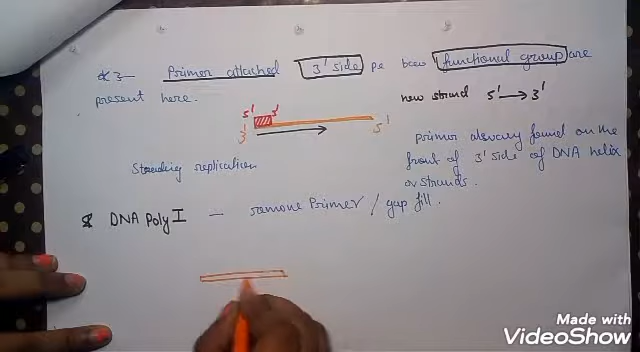 3- Primer attached 3' side pe bcw functional group are
present here.
new strand 5' → 3'
5' 3'
3' 5'
Primer always found on the
front of 3' side of DNA helix
or strands.
replication
DNA Poly I - remove Primer / gap fill.
Made with
VideoShow